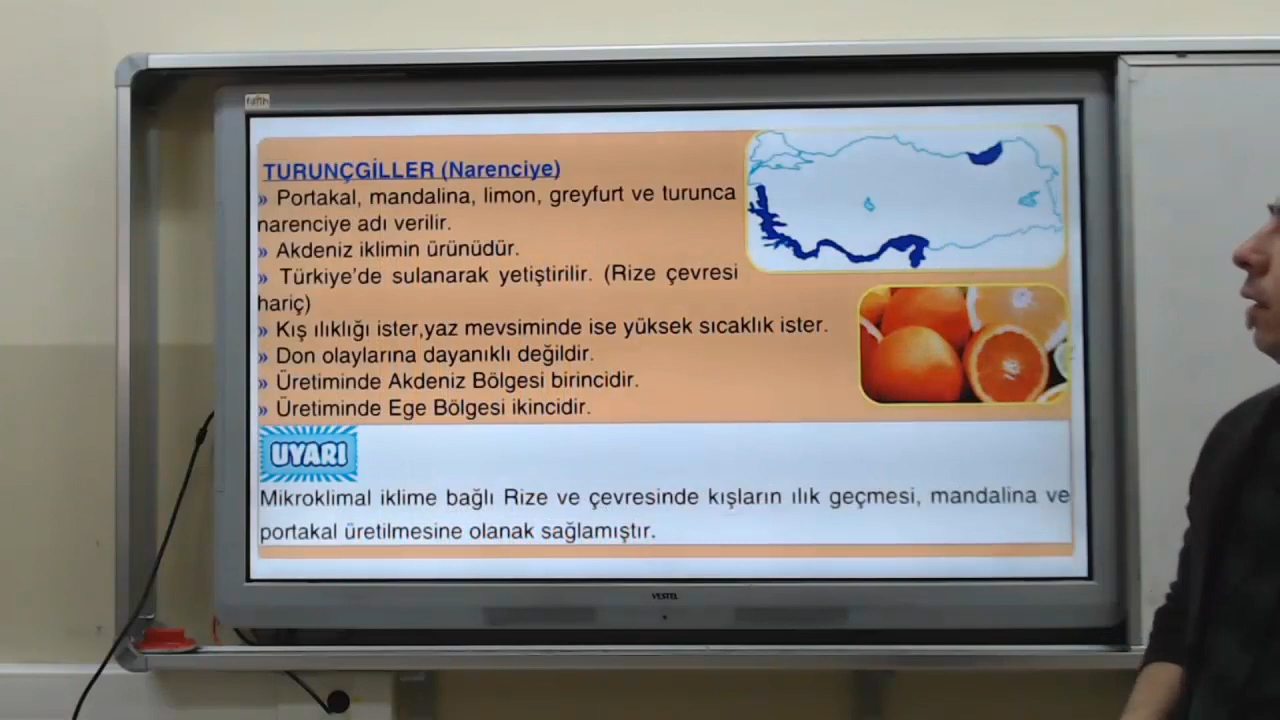 fatih
TURUNÇGİLLER (Narenciye)
» Portakal, mandalina, limon, greyfurt ve turunca
narenciye adı verilir.
» Akdeniz iklimin ürünüdür.
» Türkiye'de sulanarak yetiştirilir. (Rize çevresi
hariç)
» Kış ılıklığı ister,yaz mevsiminde ise yüksek sıcaklık ister.
» Don olaylarına dayanıklı değildir.
» Üretiminde Akdeniz Bölgesi birincidir.
» Üretiminde Ege Bölgesi ikincidir.
UYARI
Mikroklimal iklime bağlı Rize ve çevresinde kışların ılık geçmesi, mandalina ve
portakal üretilmesine olanak sağlamıştır.
VESTEL